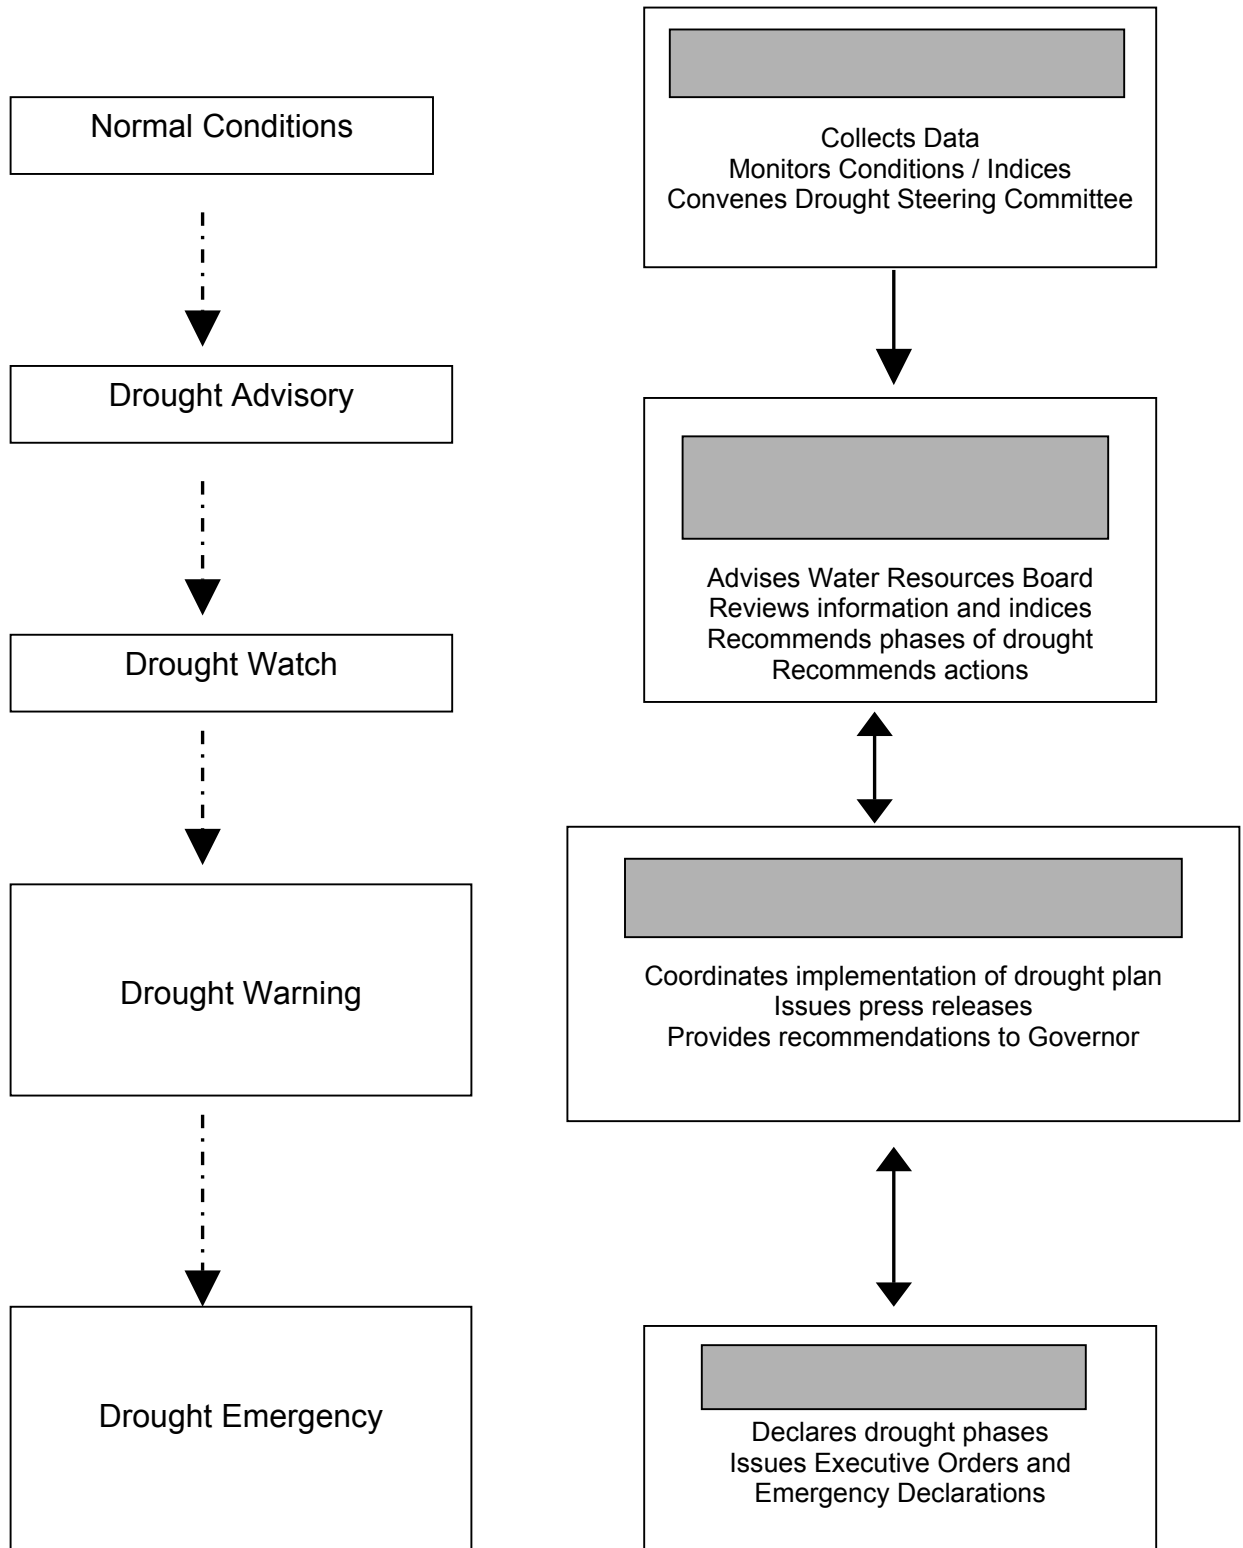 Normal Conditions
Drought Advisory
Drought Watch
Drought Warning
Drought Emergency
Collects Data
Monitors Conditions / Indices
Convenes Drought Steering Committee
Advises Water Resources Board
Reviews information and indices
Recommends phases of drought
Recommends actions
Coordinates implementation of drought plan
Issues press releases
Provides recommendations to Governor
Declares drought phases
Issues Executive Orders and
Emergency Declarations